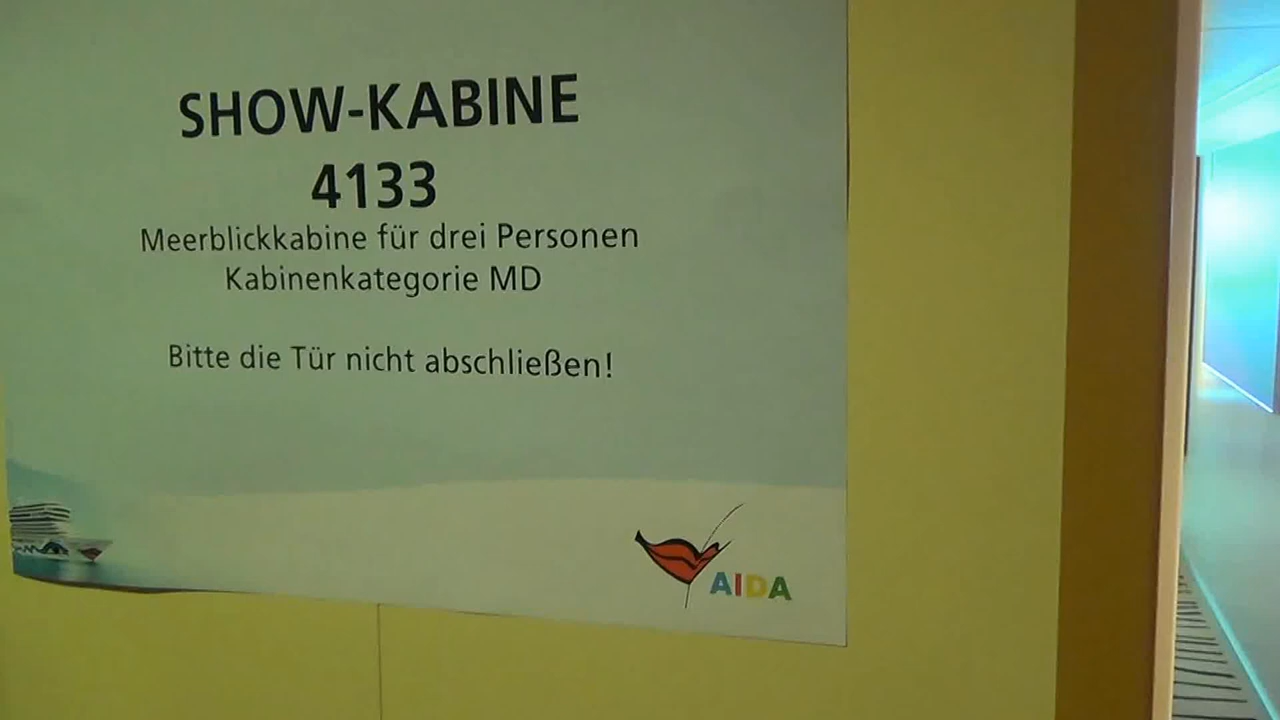 SHOW-KABINE
4133
Meerblickkabine für drei Personen
Kabinenkategorie MD
Bitte die Tür nicht abschließen!
AIDA